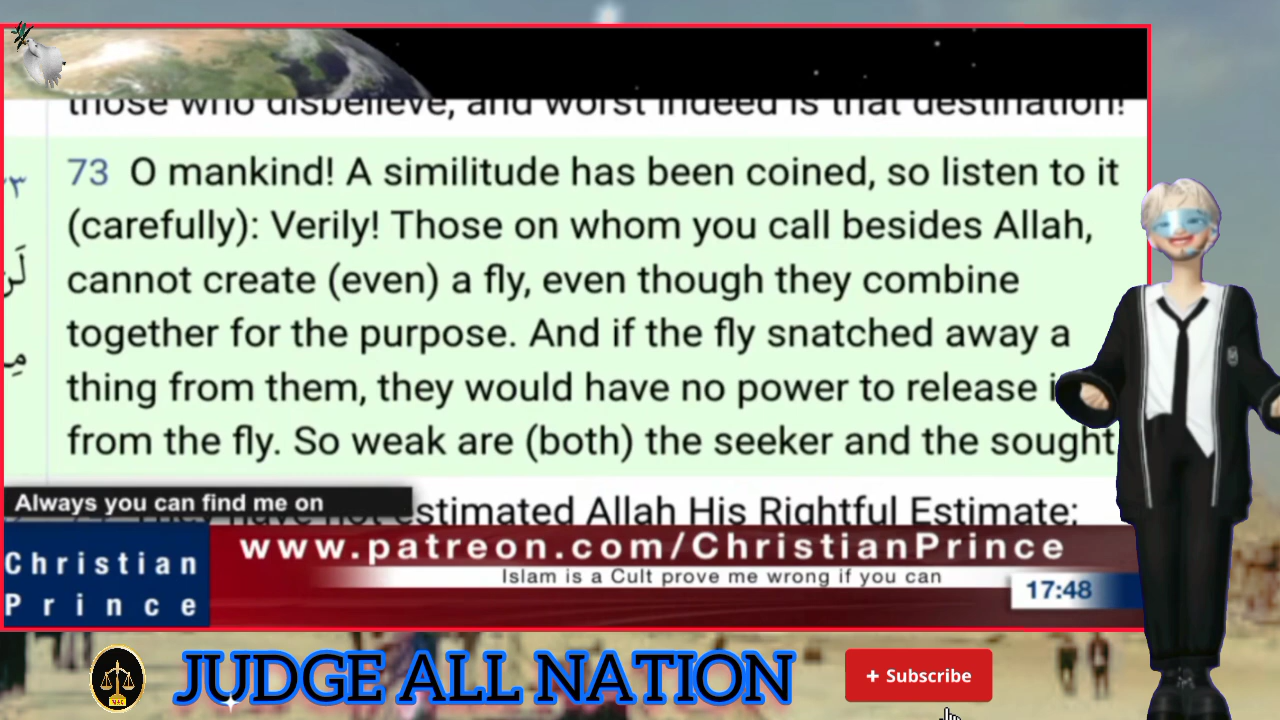 those who disbelieve, and worst indeed is that destination!
73 O mankind! A similitude has been coined, so listen to it
(carefully): Verily! Those on whom you call besides Allah,
cannot create (even) a fly, even though they combine
together for the purpose. And if the fly snatched away a
thing from them, they would have no power to release
from the fly. So weak are (both) the seeker and the sought
Always you can find me on
They have not estimated Allah His Rightful Estimate;
Christian
Prince
www.patreon.com/ChristianPrince
Islam is a Cult prove me wrong if you can
17:48
JUDGE ALL NATION
+ Subscribe